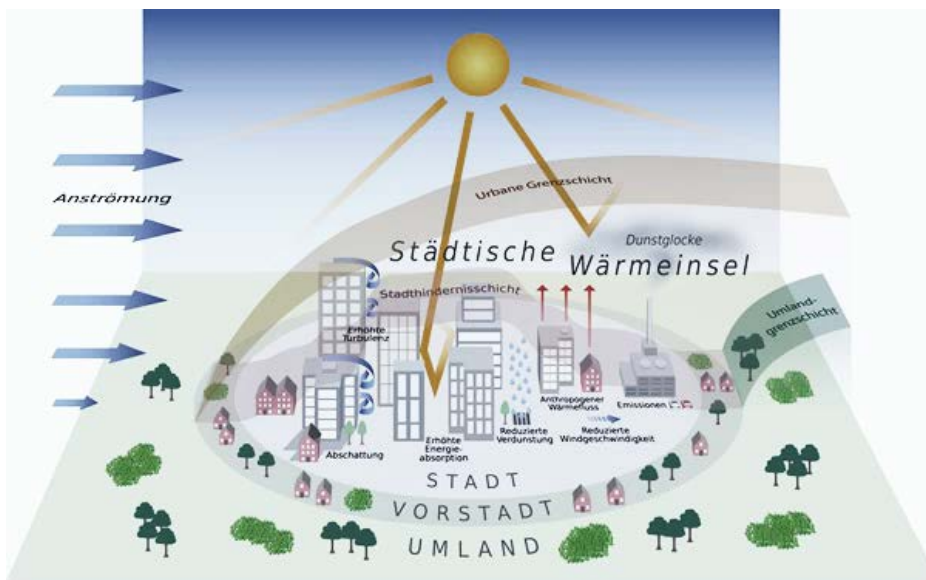 Anströmung
Urbane Grenzschicht
Städtische
Dunstglocke
Wärmeinsel
Stadthindernisschicht
Umland-
grenzschicht
Erhöhte
Turbulenz
Anthropogener
Wärmefluss
Emissionen
Reduzierte
Verdunstung
Reduzierte
Windgeschwindigkeit
Abschattung
Erhöhte
Energie-
absorption
STADT
VORSTADT
UMLAND